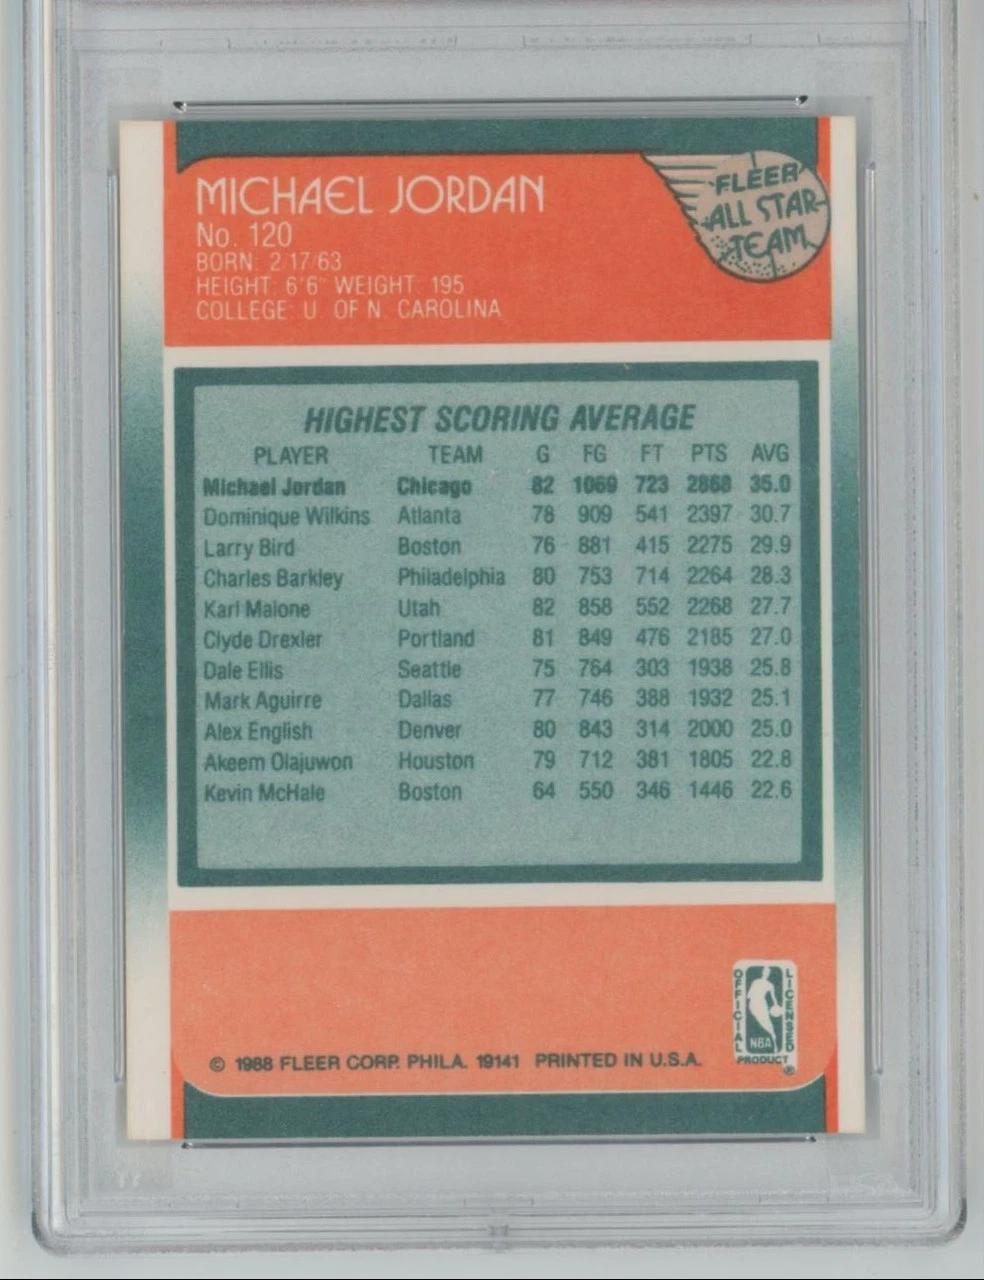 MICHAEL JORDAN
No. 120
BORN: 2 17/63
HEIGHT: 6'6" WEIGHT: 195
COLLEGE: U. OF N. CAROLINA
FLEER
ALL STAR
TEAM
HIGHEST SCORING AVERAGE
PLAYER TEAM G FG FT PTS AVG
Michael Jordan Chicago 82 1069 723 2868 35.0
Dominique Wilkins Atlanta 78 909 541 2397 30.7
Larry Bird Boston 76 881 415 2275 29.9
Charles Barkley Philadelphia 80 753 714 2264 28.3
Karl Malone Utah 82 858 552 2268 27.7
Clyde Drexler Portland 81 849 476 2185 27.0
Dale Ellis Seattle 75 764 303 1938 25.8
Mark Aguirre Dallas 77 746 388 1932 25.1
Alex English Denver 80 843 314 2000 25.0
Akeem Olajuwon Houston 79 712 381 1805 22.8
Kevin McHale Boston 64 550 346 1446 22.6
OFFICIAL
LICENSED
NBA
PRODUCT
®
© 1988 FLEER CORP. PHILA. 19141 PRINTED IN U.S.A.